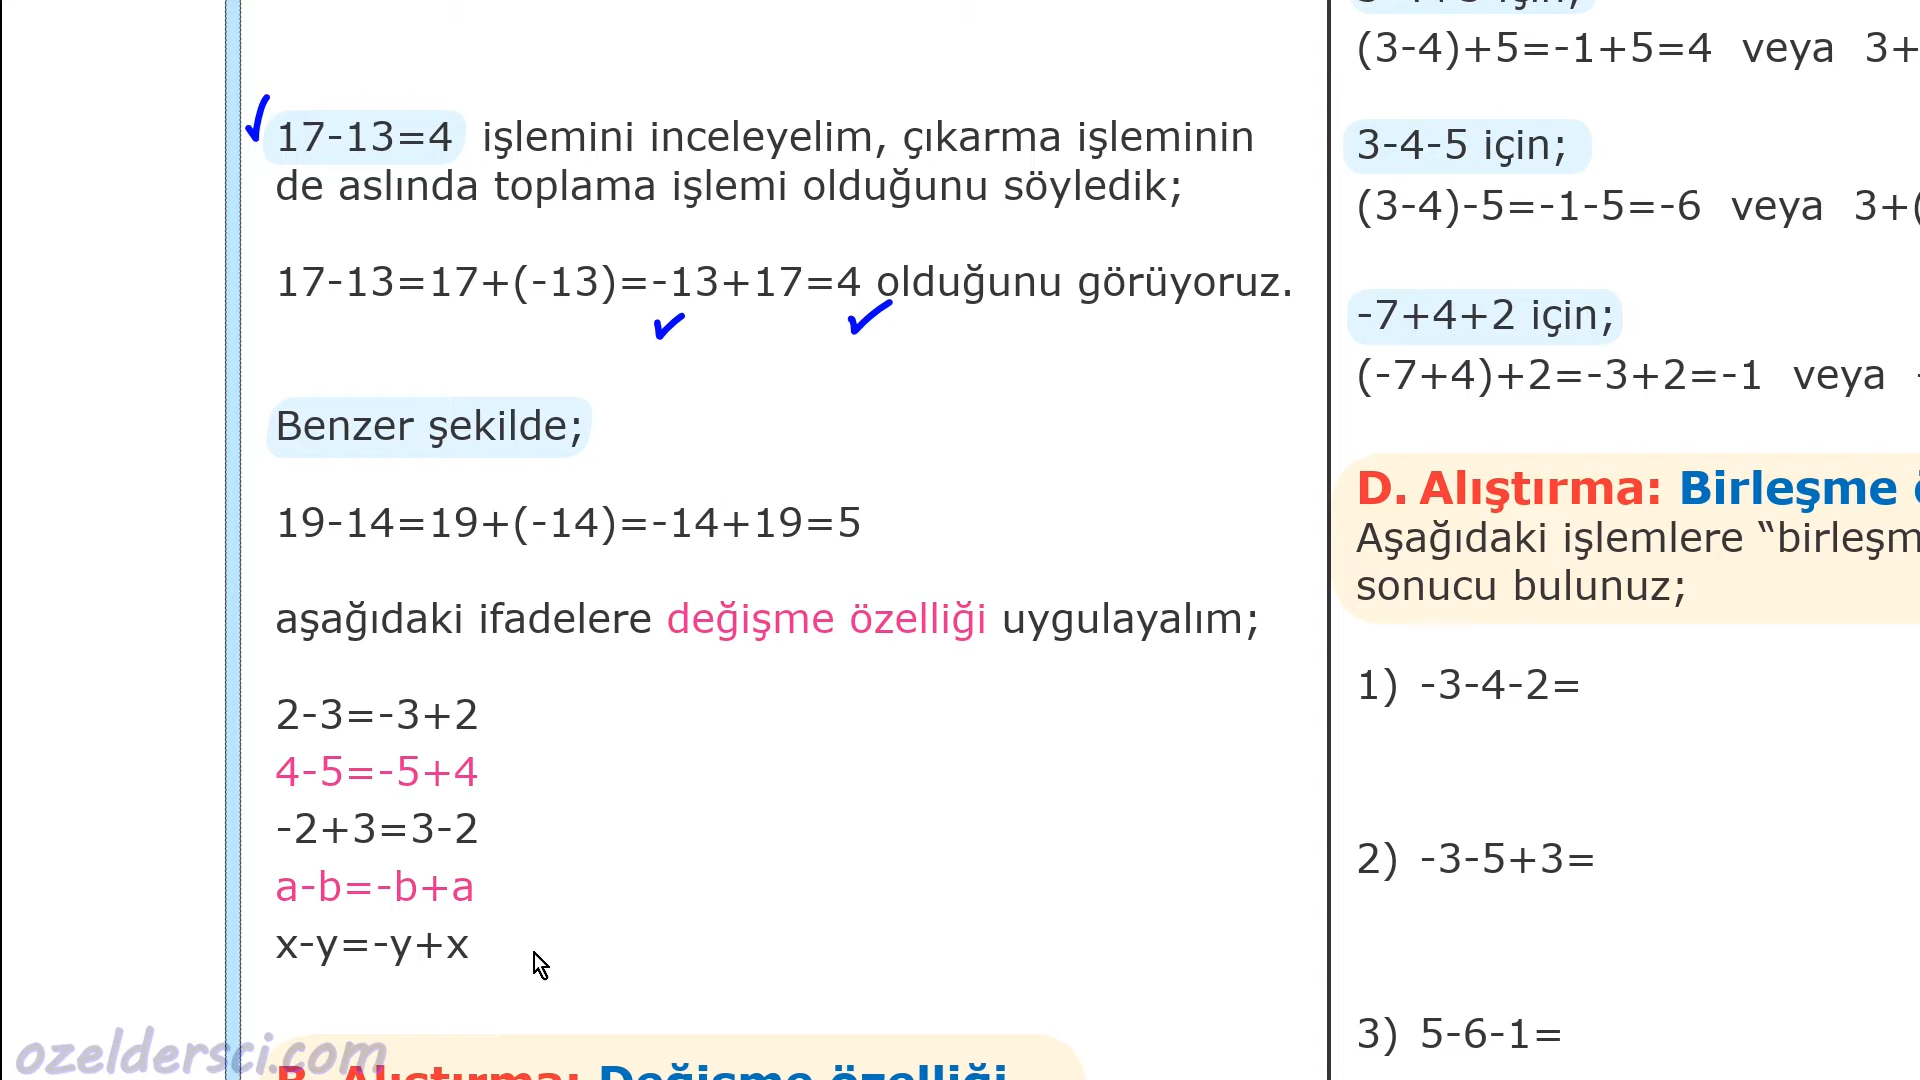 17-13=4 işlemini inceleyelim, çıkarma işleminin
de aslında toplama işlemi olduğunu söyledik;
17-13=17+(-13)=-13+17=4 olduğunu görüyoruz.
Benzer şekilde;
19-14=19+(-14)=-14+19=5
aşağıdaki ifadelere değişme özelliği uygulayalım;
2-3=-3+2
4-5=-5+4
-2+3=3-2
a-b=-b+a
x-y=-y+x
B. Alıştırma: Değişme özelliği
için;
(3-4)+5=-1+5=4 veya 3+
3-4-5 için;
(3-4)-5=-1-5=-6 veya 3+(
-7+4+2 için;
(-7+4)+2=-3+2=-1 veya -
D. Alıştırma: Birleşme
Aşağıdaki işlemlere “birleşm
sonucu bulunuz;
1) -3-4-2=
2) -3-5+3=
3) 5-6-1=
ozeldersci.com